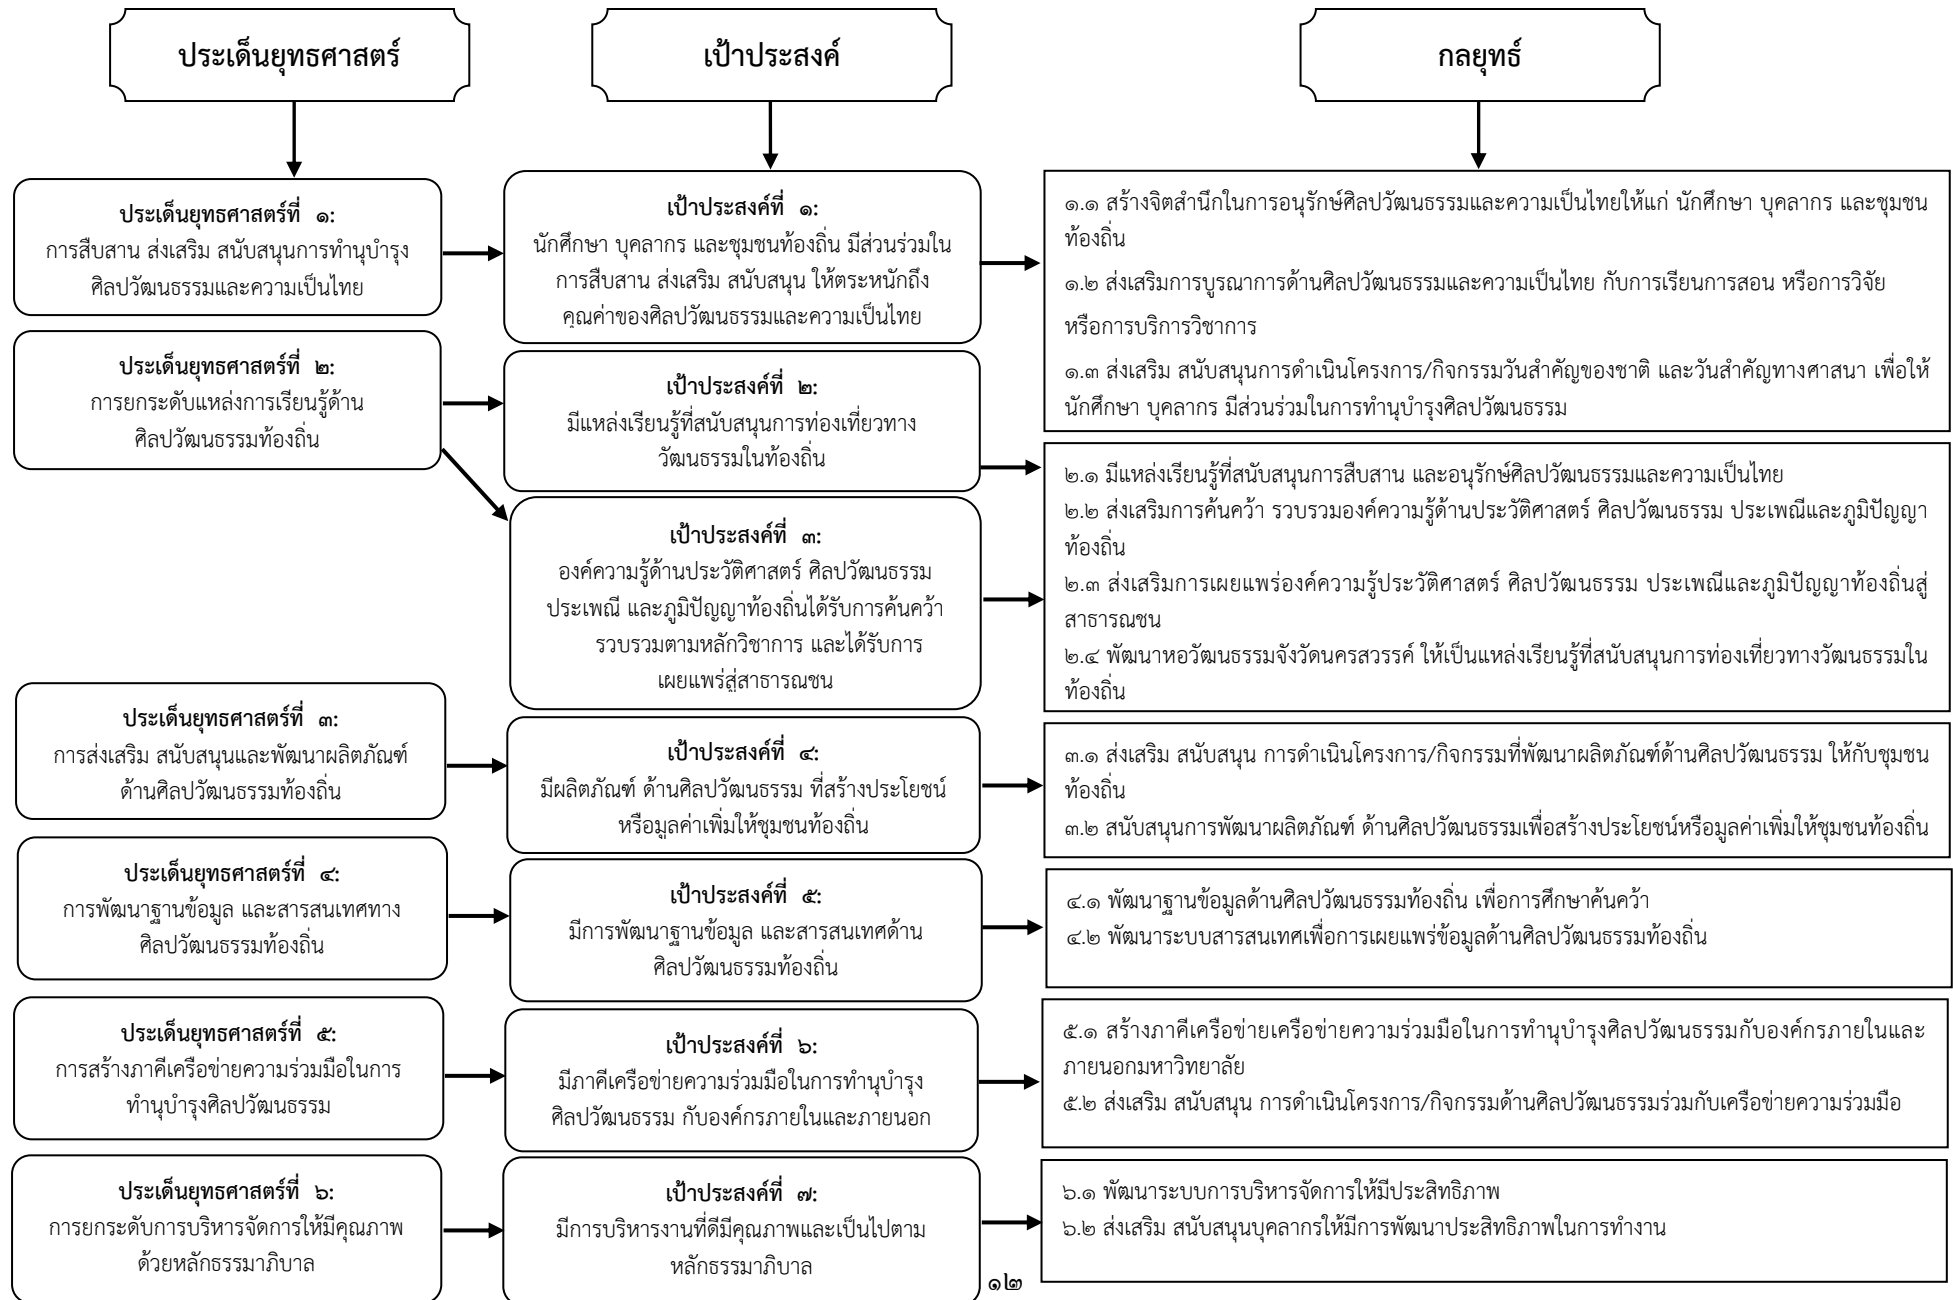 ประเด็นยุทธศาสตร์
เป้าประสงค์
กลยุทธ์
ประเด็นยุทธศาสตร์ที่ ๑:
การสืบสาน ส่งเสริม สนับสนุนการทำนุบำรุง
ศิลปวัฒนธรรมและความเป็นไทย
เป้าประสงค์ที่ ๑:
นักศึกษา บุคลากร และชุมชนท้องถิ่น มีส่วนร่วมใน
การสืบสาน ส่งเสริม สนับสนุน ให้ตระหนักถึง
คุณค่าของศิลปวัฒนธรรมและความเป็นไทย
๑.๑ สร้างจิตสำนึกในการอนุรักษ์ศิลปวัฒนธรรมและความเป็นไทยให้แก่ นักศึกษา บุคลากร และชุมชน
ท้องถิ่น
๑.๒ ส่งเสริมการบูรณาการด้านศิลปวัฒนธรรมและความเป็นไทย กับการเรียนการสอน หรือการวิจัย
หรือการบริการวิชาการ
๑.๓ ส่งเสริม สนับสนุนการดำเนินโครงการ/กิจกรรมวันสำคัญของชาติ และวันสำคัญทางศาสนา เพื่อให้
นักศึกษา บุคลากร มีส่วนร่วมในการทำนุบำรุงศิลปวัฒนธรรม
ประเด็นยุทธศาสตร์ที่ ๒:
การยกระดับแหล่งการเรียนรู้ด้าน
ศิลปวัฒนธรรมท้องถิ่น
เป้าประสงค์ที่ ๒:
มีแหล่งเรียนรู้ที่สนับสนุนการท่องเที่ยวทาง
วัฒนธรรมในท้องถิ่น
เป้าประสงค์ที่ ๓:
องค์ความรู้ด้านประวัติศาสตร์ ศิลปวัฒนธรรม
ประเพณี และภูมิปัญญาท้องถิ่นได้รับการค้นคว้า
รวบรวมตามหลักวิชาการ และได้รับการ
เผยแพร่สู่สาธารณชน
๒.๑ มีแหล่งเรียนรู้ที่สนับสนุนการสืบสาน และอนุรักษ์ศิลปวัฒนธรรมและความเป็นไทย
๒.๒ ส่งเสริมการค้นคว้า รวบรวมองค์ความรู้ด้านประวัติศาสตร์ ศิลปวัฒนธรรม ประเพณีและภูมิปัญญา
ท้องถิ่น
๒.๓ ส่งเสริมการเผยแพร่องค์ความรู้ประวัติศาสตร์ ศิลปวัฒนธรรม ประเพณีและภูมิปัญญาท้องถิ่นสู่
สาธารณชน
๒.๔ พัฒนาหอวัฒนธรรมจังวัดนครสวรรค์ ให้เป็นแหล่งเรียนรู้ที่สนับสนุนการท่องเที่ยวทางวัฒนธรรมใน
ท้องถิ่น
ประเด็นยุทธศาสตร์ที่ ๓:
การส่งเสริม สนับสนุนและพัฒนาผลิตภัณฑ์
ด้านศิลปวัฒนธรรมท้องถิ่น
เป้าประสงค์ที่ ๔:
มีผลิตภัณฑ์ ด้านศิลปวัฒนธรรม ที่สร้างประโยชน์
หรือมูลค่าเพิ่มให้ชุมชนท้องถิ่น
๓.๑ ส่งเสริม สนับสนุน การดำเนินโครงการ/กิจกรรมที่พัฒนาผลิตภัณฑ์ด้านศิลปวัฒนธรรม ให้กับชุมชน
ท้องถิ่น
๓.๒ สนับสนุนการพัฒนาผลิตภัณฑ์ ด้านศิลปวัฒนธรรมเพื่อสร้างประโยชน์หรือมูลค่าเพิ่มให้ชุมชนท้องถิ่น
ประเด็นยุทธศาสตร์ที่ ๔:
การพัฒนาฐานข้อมูล และสารสนเทศทาง
ศิลปวัฒนธรรมท้องถิ่น
เป้าประสงค์ที่ ๕:
มีการพัฒนาฐานข้อมูล และสารสนเทศด้าน
ศิลปวัฒนธรรมท้องถิ่น
๔.๑ พัฒนาฐานข้อมูลด้านศิลปวัฒนธรรมท้องถิ่น เพื่อการศึกษาค้นคว้า
๔.๒ พัฒนาระบบสารสนเทศเพื่อการเผยแพร่ข้อมูลด้านศิลปวัฒนธรรมท้องถิ่น
ประเด็นยุทธศาสตร์ที่ ๕:
การสร้างภาคีเครือข่ายความร่วมมือในการ
ทำนุบำรุงศิลปวัฒนธรรม
เป้าประสงค์ที่ ๖:
มีภาคีเครือข่ายความร่วมมือในการทำนุบำรุง
ศิลปวัฒนธรรม กับองค์กรภายในและภายนอก
๕.๑ สร้างภาคีเครือข่ายเครือข่ายความร่วมมือในการทำนุบำรุงศิลปวัฒนธรรมกับองค์กรภายในและ
ภายนอกมหาวิทยาลัย
๕.๒ ส่งเสริม สนับสนุน การดำเนินโครงการ/กิจกรรมด้านศิลปวัฒนธรรมร่วมกับเครือข่ายความร่วมมือ
ประเด็นยุทธศาสตร์ที่ ๖:
การยกระดับการบริหารจัดการให้มีคุณภาพ
ด้วยหลักธรรมาภิบาล
เป้าประสงค์ที่ ๗:
มีการบริหารงานที่ดีมีคุณภาพและเป็นไปตาม
หลักธรรมาภิบาล
๖.๑ พัฒนาระบบการบริหารจัดการให้มีประสิทธิภาพ
๖.๒ ส่งเสริม สนับสนุนบุคลากรให้มีการพัฒนาประสิทธิภาพในการทำงาน
๑๒